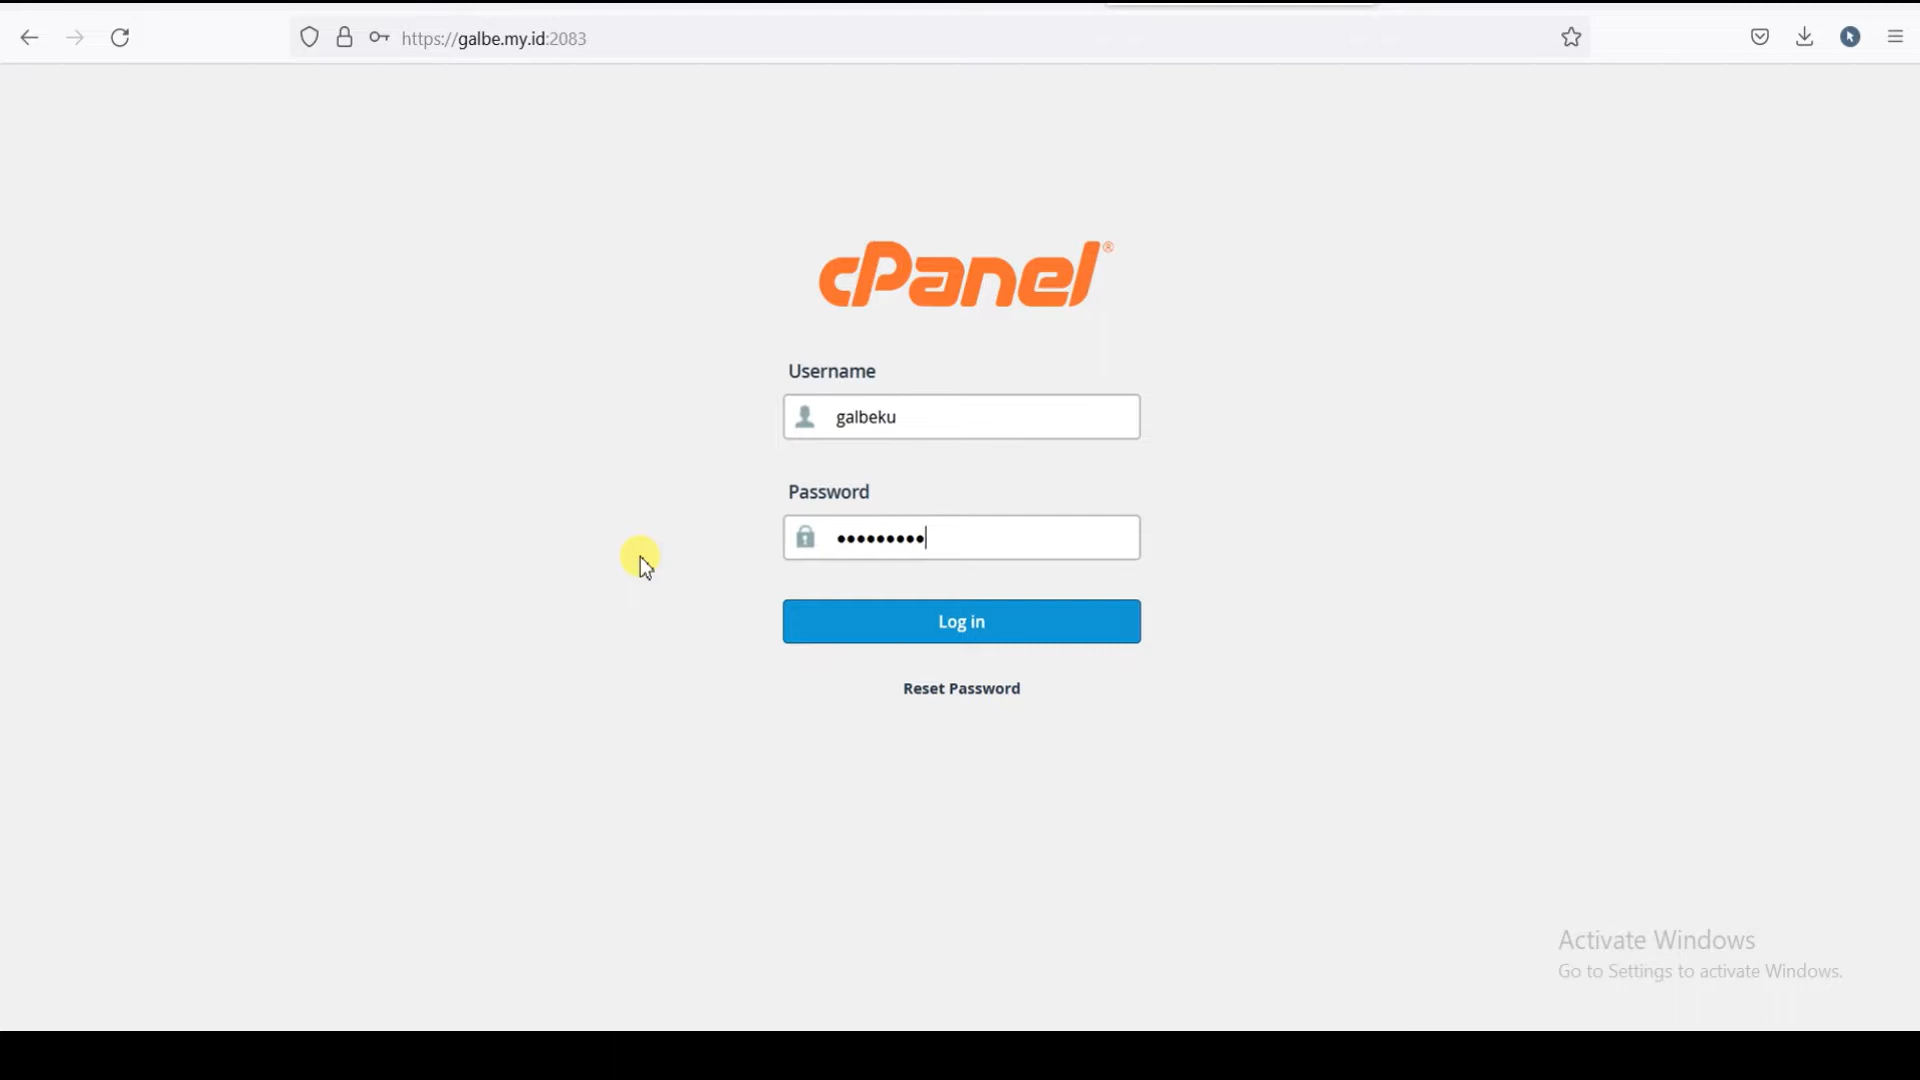 https://galbe.my.id:2083
cPanel®
Username
galbeku
Password
•••••••••
Log in
Reset Password
Activate Windows
Go to Settings to activate Windows.